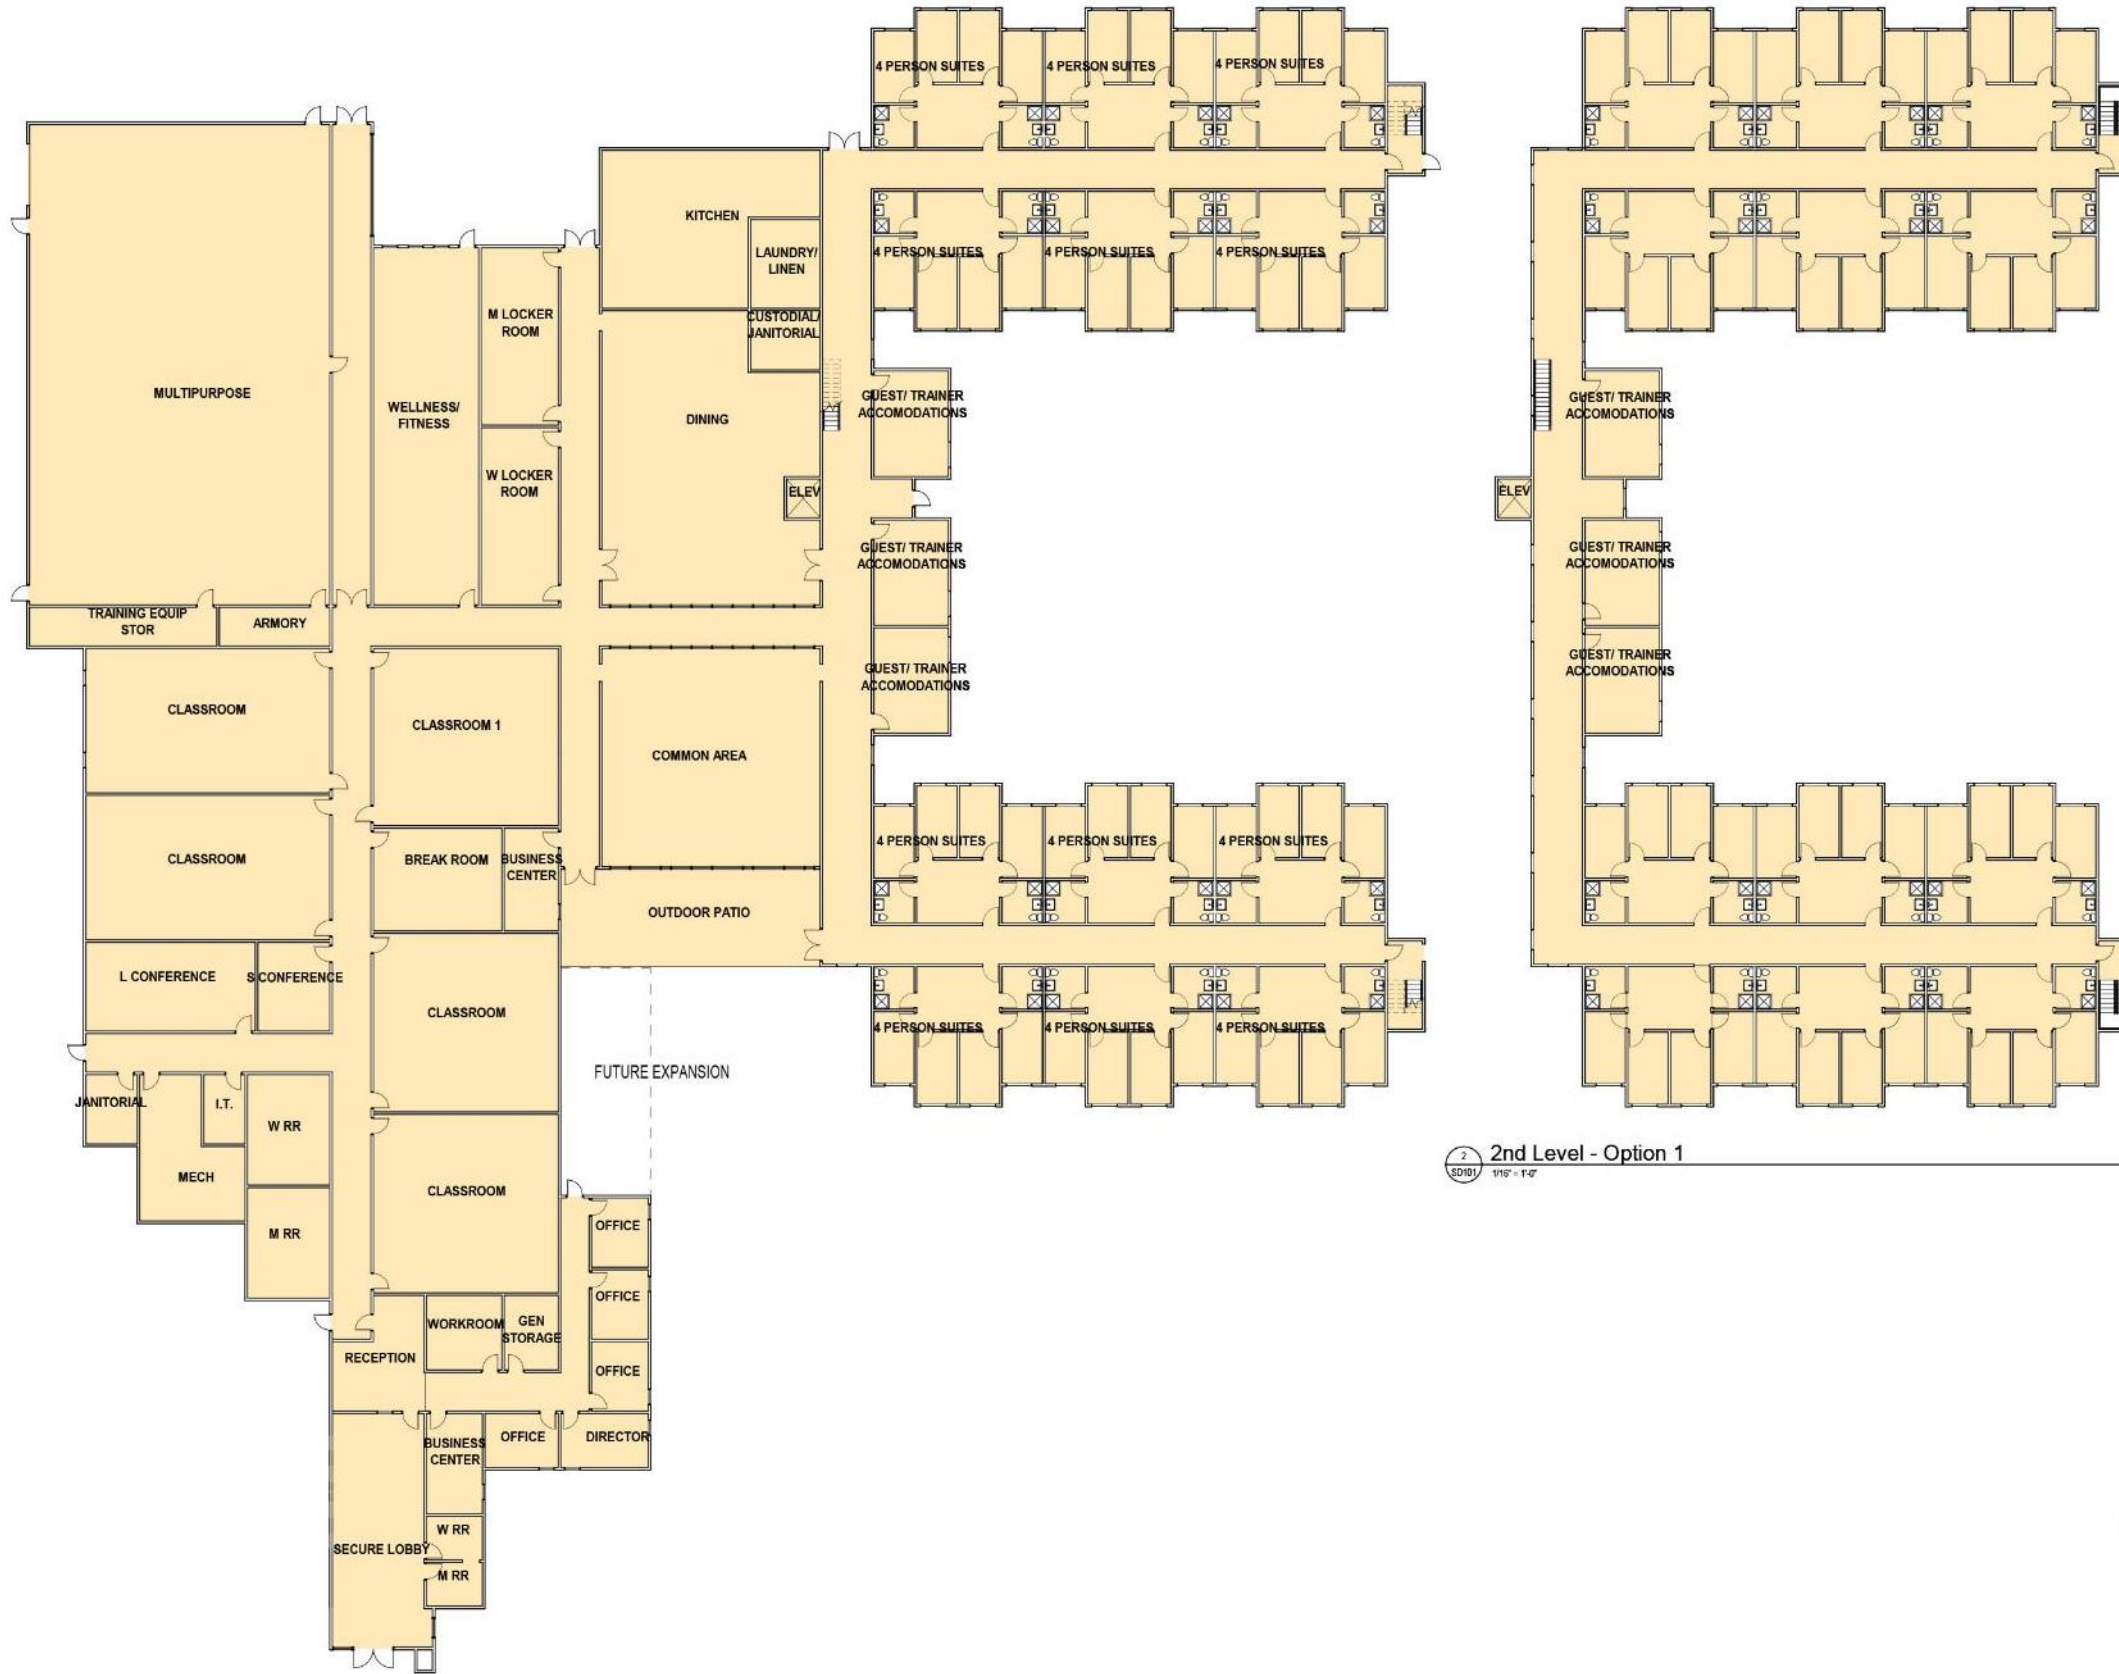 4 PERSON SUITES
4 PERSON SUITES
4 PERSON SUITES
KITCHEN
LAUNDRY/
LINEN
4 PERSON SUITES
4 PERSON SUITES
4 PERSON SUITES
M LOCKER
ROOM
CUSTODIAL/
JANITORIAL
MULTIPURPOSE
WELLNESS/
FITNESS
DINING
GUEST/ TRAINER
ACCOMODATIONS
GUEST/ TRAINER
ACCOMODATIONS
W LOCKER
ROOM
ELEV
ELEV
GUEST/ TRAINER
ACCOMODATIONS
GUEST/ TRAINER
ACCOMODATIONS
TRAINING EQUIP
STOR
ARMORY
GUEST/ TRAINER
ACCOMODATIONS
GUEST/ TRAINER
ACCOMODATIONS
CLASSROOM
CLASSROOM 1
COMMON AREA
CLASSROOM
BREAK ROOM
BUSINESS
CENTER
4 PERSON SUITES
4 PERSON SUITES
4 PERSON SUITES
OUTDOOR PATIO
L CONFERENCE
S CONFERENCE
CLASSROOM
4 PERSON SUITES
4 PERSON SUITES
4 PERSON SUITES
FUTURE EXPANSION
JANITORIAL
I.T.
W RR
MECH
CLASSROOM
M RR
2
SD101
2nd Level - Option 1
1/16" = 1'-0"
OFFICE
OFFICE
WORKROOM
GEN
STORAGE
RECEPTION
OFFICE
BUSINESS
CENTER
OFFICE
DIRECTOR
W RR
SECURE LOBBY
M RR